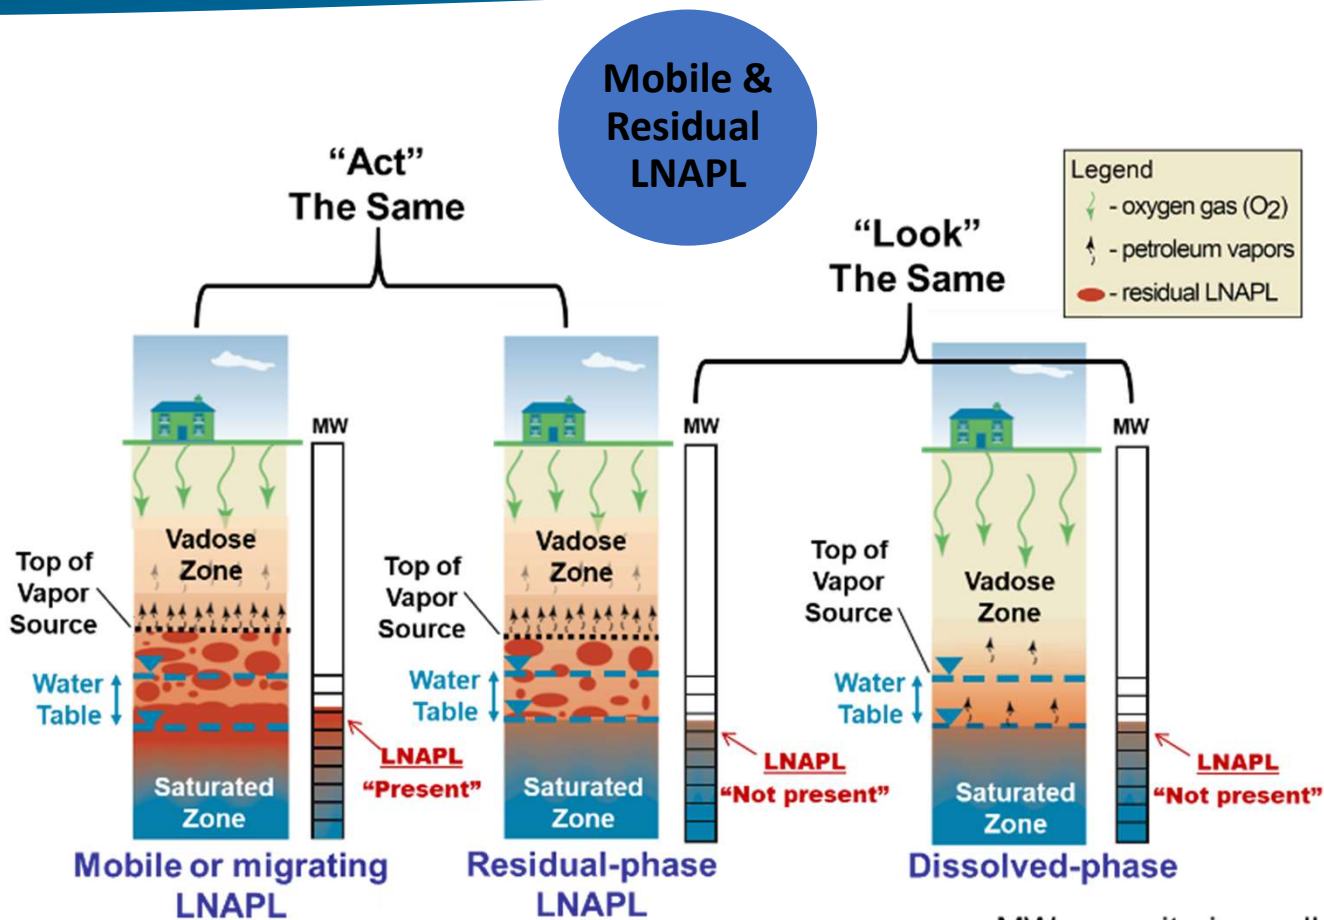 Mobile &
Residual
LNAPL
“Act”
The Same
“Look”
The Same
Legend
- oxygen gas (O2)
- petroleum vapors
- residual LNAPL
MW
Vadose
Zone
Top of
Vapor
Source
Water
Table
LNAPL
“Present”
Saturated
Zone
Mobile or migrating
LNAPL
MW
Vadose
Zone
Top of
Vapor
Source
Water
Table
LNAPL
“Not present”
Saturated
Zone
Residual-phase
LNAPL
MW
Top of
Vapor
Source
Vadose
Zone
Water
Table
LNAPL
“Not present”
Saturated
Zone
Dissolved-phase